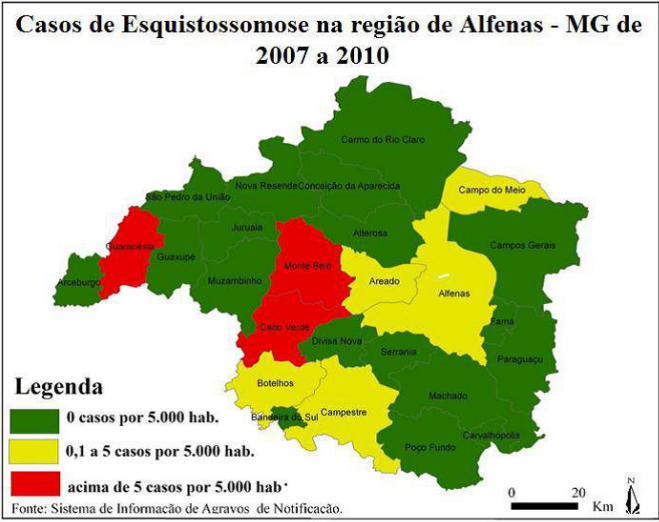 Casos de Esquistossomose na região de Alfenas - MG de
2007 a 2010
Carmo do Rio Claro
Campo do Meio
Nova Resende
Conceição da Aparecida
São Pedro da União
Juruaia
Alterosa
Campos Gerais
Guaranésia
Guaxupé
Monte Belo
Arceburgo
Muzambinho
Areado
Alfenas
Cabo Verde
Fama
Divisa Nova
Serrania
Paraguaçu
Botelhos
Machado
Bandeira do Sul
Campestre
Carvalhópolis
Poço Fundo
Legenda
0 casos por 5.000 hab.
0,1 a 5 casos por 5.000 hab.
acima de 5 casos por 5.000 hab.
Fonte: Sistema de Informação de Agravos de Notificação.
N
0 20
Km